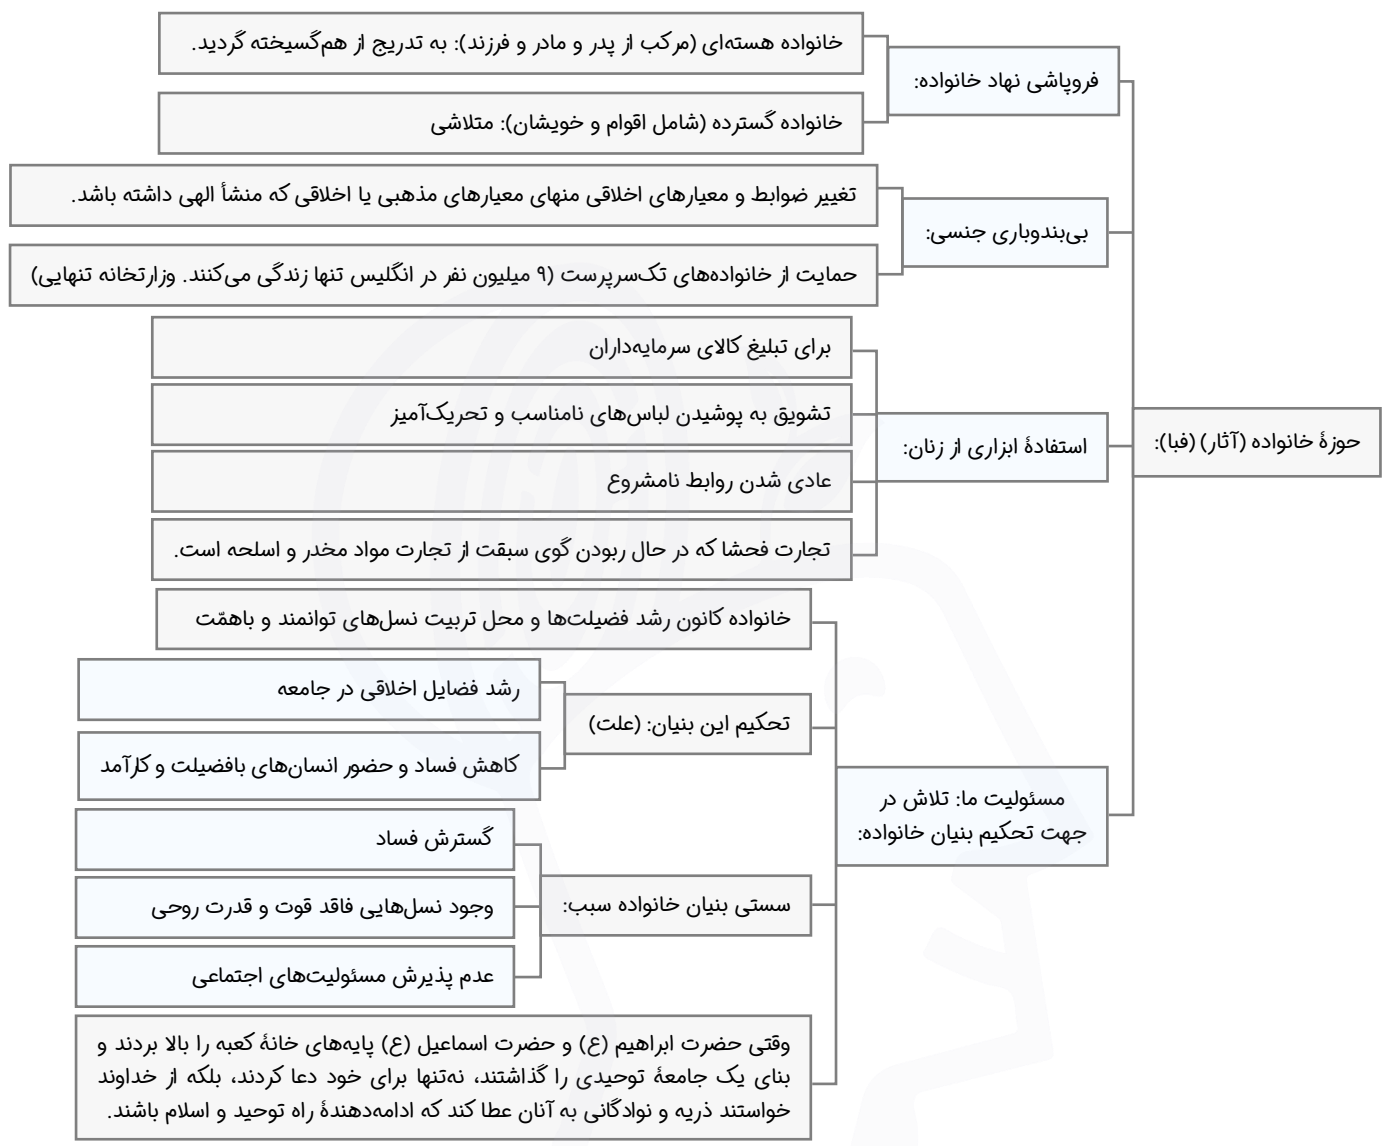 حوزهٔ خانواده (آثار) (فبا):
فروپاشی نهاد خانواده:
خانواده هسته‌ای (مرکب از پدر و مادر و فرزند): به تدریج از هم‌گسیخته گردید.
خانواده گسترده (شامل اقوام و خویشان): متلاشی
بی‌بندوباری جنسی:
تغییر ضوابط و معیارهای اخلاقی منهای معیارهای مذهبی یا اخلاقی که منشأ الهی داشته باشد.
حمایت از خانواده‌های تک‌سرپرست (۹ میلیون نفر در انگلیس تنها زندگی می‌کنند. وزارتخانه تنهایی)
استفادهٔ ابزاری از زنان:
برای تبلیغ کالای سرمایه‌داران
تشویق به پوشیدن لباس‌های نامناسب و تحریک‌آمیز
عادی شدن روابط نامشروع
تجارت فحشا که در حال ربودن گوی سبقت از تجارت مواد مخدر و اسلحه است.
مسئولیت ما: تلاش در
جهت تحکیم بنیان خانواده:
خانواده کانون رشد فضیلت‌ها و محل تربیت نسل‌های توانمند و باهمّت
تحکیم این بنیان: (علت)
رشد فضایل اخلاقی در جامعه
کاهش فساد و حضور انسان‌های بافضیلت و کارآمد
سستی بنیان خانواده سبب:
گسترش فساد
وجود نسل‌هایی فاقد قوت و قدرت روحی
عدم پذیرش مسئولیت‌های اجتماعی
وقتی حضرت ابراهیم (ع) و حضرت اسماعیل (ع) پایه‌های خانهٔ کعبه را بالا بردند و
بنای یک جامعهٔ توحیدی را گذاشتند، نه‌تنها برای خود دعا کردند، بلکه از خداوند
خواستند ذریه و نوادگانی به آنان عطا کند که ادامه‌دهندهٔ راه توحید و اسلام باشند.